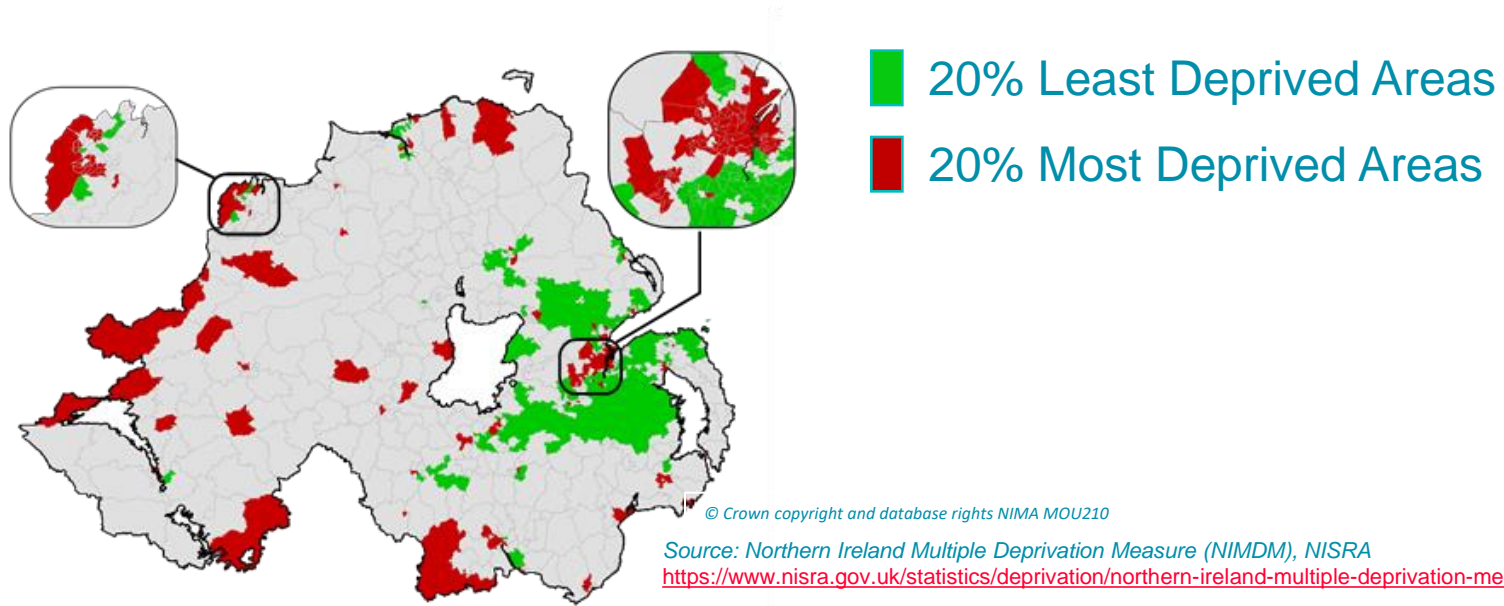 20% Least Deprived Areas
20% Most Deprived Areas
© Crown copyright and database rights NIMA MOU210
Source: Northern Ireland Multiple Deprivation Measure (NIMDM), NISRA
https://www.nisra.gov.uk/statistics/deprivation/northern-ireland-multiple-deprivation-me